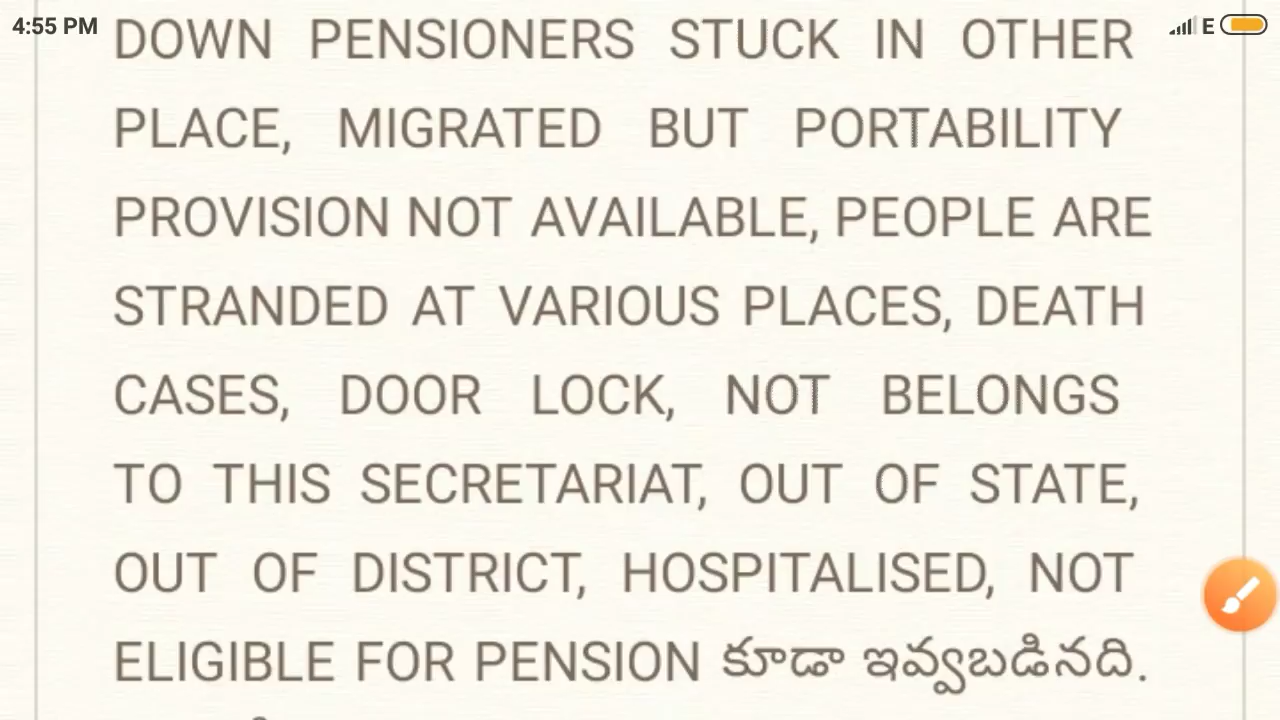 4:55 PM
E
DOWN PENSIONERS STUCK IN OTHER
PLACE, MIGRATED BUT PORTABILITY
PROVISION NOT AVAILABLE, PEOPLE ARE
STRANDED AT VARIOUS PLACES, DEATH
CASES, DOOR LOCK, NOT BELONGS
TO THIS SECRETARIAT, OUT OF STATE,
OUT OF DISTRICT, HOSPITALISED, NOT
ELIGIBLE FOR PENSION కూడా ఇవ్వబడినది.